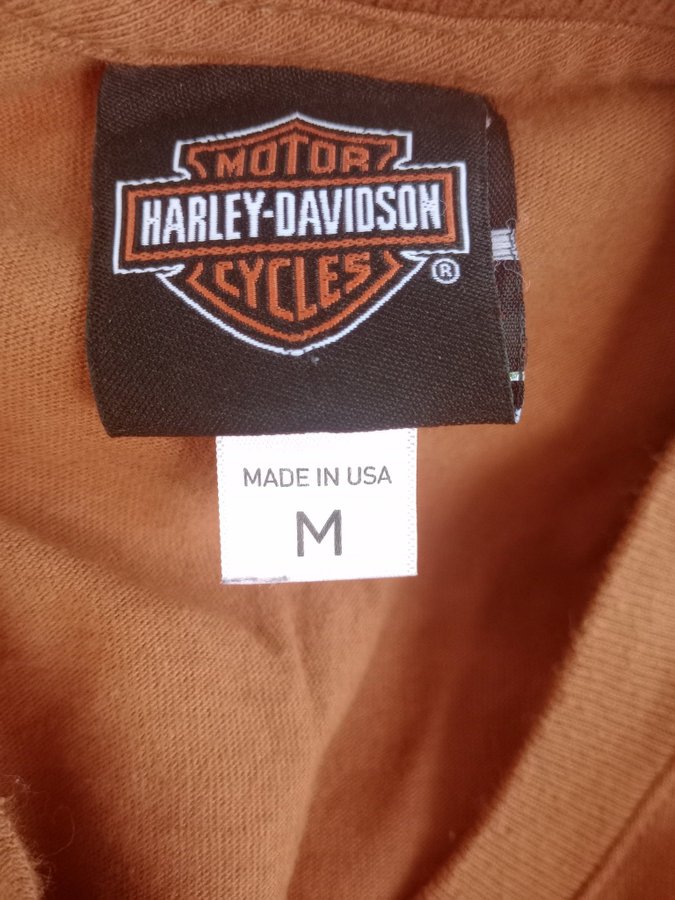 MOTOR
HARLEY-DAVIDSON
CYCLES
®
MADE IN USA
M